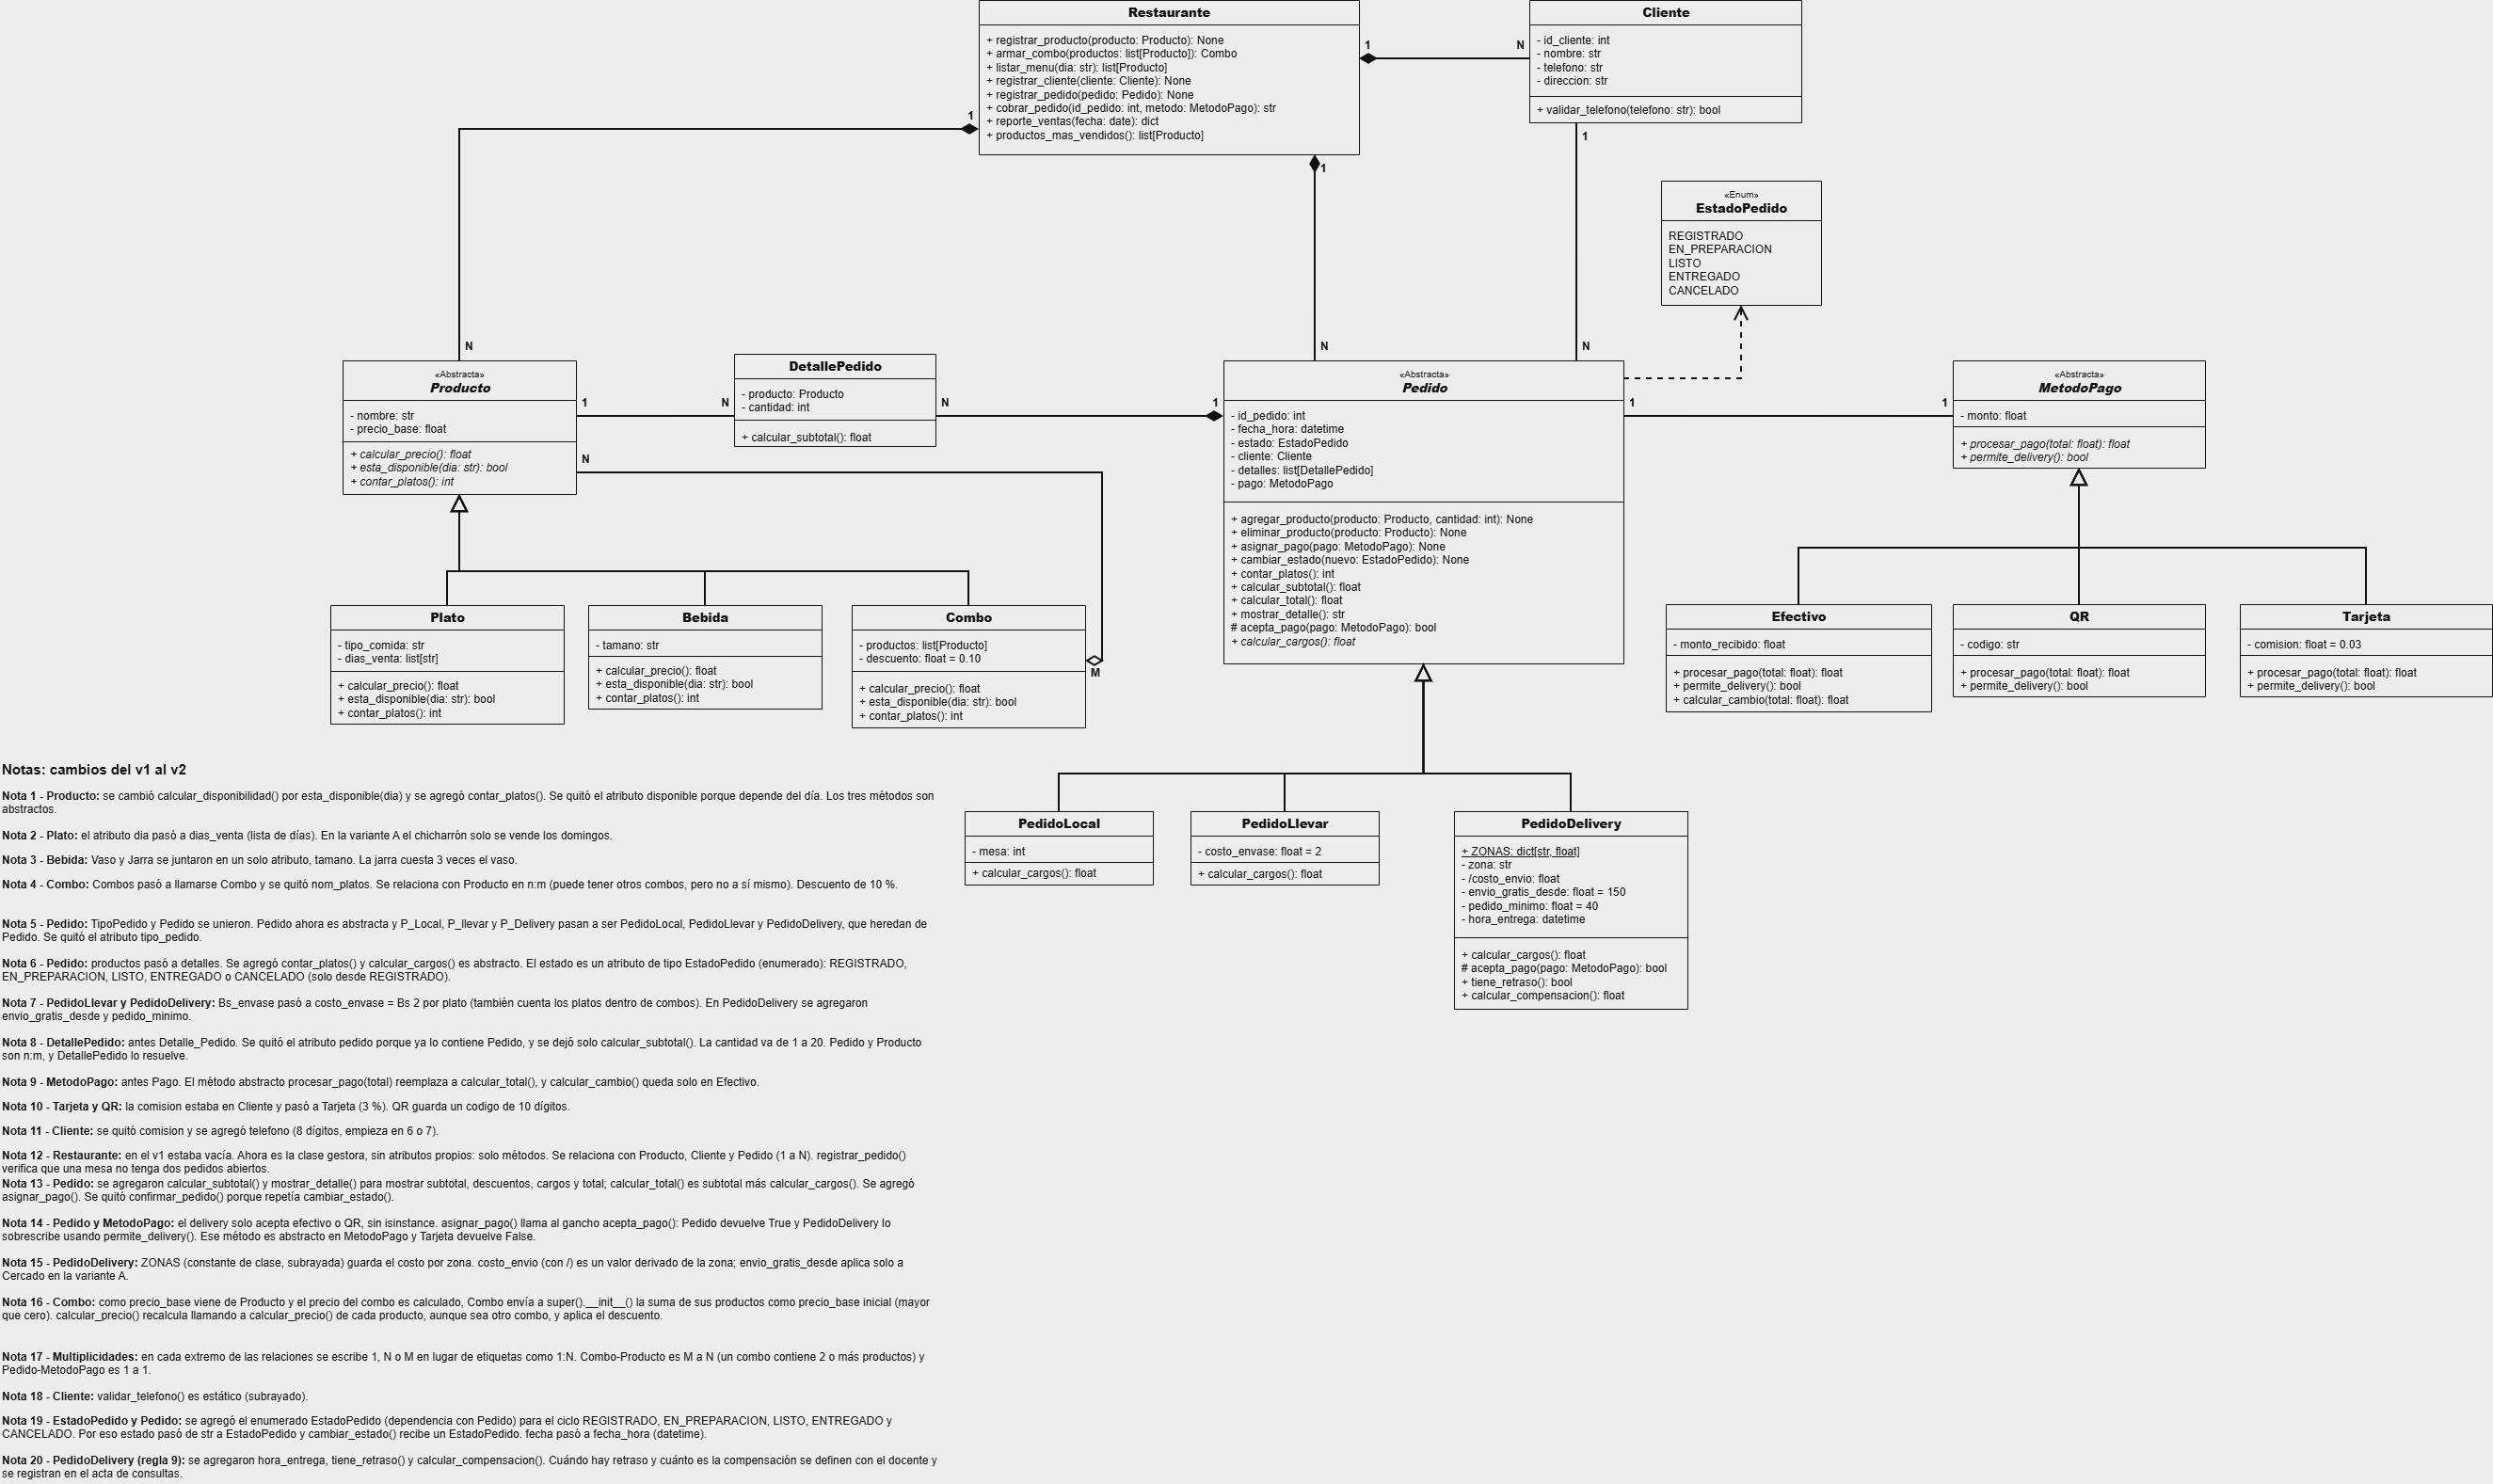 Restaurante
+ registrar_producto(producto: Producto): None
+ armar_combo(productos: list[Producto]): Combo
+ listar_menu(dia: str): list[Producto]
+ registrar_cliente(cliente: Cliente): None
+ registrar_pedido(pedido: Pedido): None
+ cobrar_pedido(id_pedido: int, metodo: MetodoPago): str
+ reporte_ventas(fecha: date): dict
+ productos_mas_vendidos(): list[Producto]
1
N
1
1
Cliente
- id_cliente: int
- nombre: str
- telefono: str
- direccion: str
+ validar_telefono(telefono: str): bool
1
«Enum»
EstadoPedido
REGISTRADO
EN_PREPARACION
LISTO
ENTREGADO
CANCELADO
N
N
N
«Abstracta»
Producto
- nombre: str
- precio_base: float
+ calcular_precio(): float
+ esta_disponible(dia: str): bool
+ contar_platos(): int
1
N
N
DetallePedido
- producto: Producto
- cantidad: int
+ calcular_subtotal(): float
N
1
«Abstracta»
Pedido
- id_pedido: int
- fecha_hora: datetime
- estado: EstadoPedido
- cliente: Cliente
- detalles: list[DetallePedido]
- pago: MetodoPago
+ agregar_producto(producto: Producto, cantidad: int): None
+ eliminar_producto(producto: Producto): None
+ asignar_pago(pago: MetodoPago): None
+ cambiar_estado(nuevo: EstadoPedido): None
+ contar_platos(): int
+ calcular_subtotal(): float
+ calcular_total(): float
+ mostrar_detalle(): str
# acepta_pago(pago: MetodoPago): bool
+ calcular_cargos(): float
1
1
«Abstracta»
MetodoPago
- monto: float
+ procesar_pago(total: float): float
+ permite_delivery(): bool
Plato
- tipo_comida: str
- dias_venta: list[str]
+ calcular_precio(): float
+ esta_disponible(dia: str): bool
+ contar_platos(): int
Bebida
- tamano: str
+ calcular_precio(): float
+ esta_disponible(dia: str): bool
+ contar_platos(): int
Combo
- productos: list[Producto]
- descuento: float = 0.10
+ calcular_precio(): float
+ esta_disponible(dia: str): bool
+ contar_platos(): int
M
Efectivo
- monto_recibido: float
+ procesar_pago(total: float): float
+ permite_delivery(): bool
+ calcular_cambio(total: float): float
QR
- codigo: str
+ procesar_pago(total: float): float
+ permite_delivery(): bool
Tarjeta
- comision: float = 0.03
+ procesar_pago(total: float): float
+ permite_delivery(): bool
PedidoLocal
- mesa: int
+ calcular_cargos(): float
PedidoLlevar
- costo_envase: float = 2
+ calcular_cargos(): float
PedidoDelivery
+ ZONAS: dict[str, float]
- zona: str
- /costo_envio: float
- envio_gratis_desde: float = 150
- pedido_minimo: float = 40
- hora_entrega: datetime
+ calcular_cargos(): float
# acepta_pago(pago: MetodoPago): bool
+ tiene_retraso(): bool
+ calcular_compensacion(): float
Notas: cambios del v1 al v2
Nota 1 - Producto: se cambió calcular_disponibilidad() por esta_disponible(dia) y se agregó contar_platos(). Se quitó el atributo disponible porque depende del día. Los tres métodos son
abstractos.
Nota 2 - Plato: el atributo dia pasó a dias_venta (lista de días). En la variante A el chicharrón solo se vende los domingos.
Nota 3 - Bebida: Vaso y Jarra se juntaron en un solo atributo, tamano. La jarra cuesta 3 veces el vaso.
Nota 4 - Combo: Combos pasó a llamarse Combo y se quitó nom_platos. Se relaciona con Producto en n:m (puede tener otros combos, pero no a sí mismo). Descuento de 10 %.
Nota 5 - Pedido: TipoPedido y Pedido se unieron. Pedido ahora es abstracta y P_Local, P_llevar y P_Delivery pasan a ser PedidoLocal, PedidoLlevar y PedidoDelivery, que heredan de
Pedido. Se quitó el atributo tipo_pedido.
Nota 6 - Pedido: productos pasó a detalles. Se agregó contar_platos() y calcular_cargos() es abstracto. El estado es un atributo de tipo EstadoPedido (enumerado): REGISTRADO,
EN_PREPARACION, LISTO, ENTREGADO o CANCELADO (solo desde REGISTRADO).
Nota 7 - PedidoLlevar y PedidoDelivery: Bs_envase pasó a costo_envase = Bs 2 por plato (también cuenta los platos dentro de combos). En PedidoDelivery se agregaron
envio_gratis_desde y pedido_minimo.
Nota 8 - DetallePedido: antes Detalle_Pedido. Se quitó el atributo pedido porque ya lo contiene Pedido, y se dejó solo calcular_subtotal(). La cantidad va de 1 a 20. Pedido y Producto
son n:m, y DetallePedido lo resuelve.
Nota 9 - MetodoPago: antes Pago. El método abstracto procesar_pago(total) reemplaza a calcular_total(), y calcular_cambio() queda solo en Efectivo.
Nota 10 - Tarjeta y QR: la comision estaba en Cliente y pasó a Tarjeta (3 %). QR guarda un codigo de 10 dígitos.
Nota 11 - Cliente: se quitó comision y se agregó telefono (8 dígitos, empieza en 6 o 7).
Nota 12 - Restaurante: en el v1 estaba vacía. Ahora es la clase gestora, sin atributos propios: solo métodos. Se relaciona con Producto, Cliente y Pedido (1 a N). registrar_pedido()
verifica que una mesa no tenga dos pedidos abiertos.
Nota 13 - Pedido: se agregaron calcular_subtotal() y mostrar_detalle() para mostrar subtotal, descuentos, cargos y total; calcular_total() es subtotal más calcular_cargos(). Se agregó
asignar_pago(). Se quitó confirmar_pedido() porque repetía cambiar_estado().
Nota 14 - Pedido y MetodoPago: el delivery solo acepta efectivo o QR, sin isinstance. asignar_pago() llama al gancho acepta_pago(): Pedido devuelve True y PedidoDelivery lo
sobrescribe usando permite_delivery(). Ese método es abstracto en MetodoPago y Tarjeta devuelve False.
Nota 15 - PedidoDelivery: ZONAS (constante de clase, subrayada) guarda el costo por zona. costo_envio (con /) es un valor derivado de la zona; envio_gratis_desde aplica solo a
Cercado en la variante A.
Nota 16 - Combo: como precio_base viene de Producto y el precio del combo es calculado, Combo envía a super().__init__() la suma de sus productos como precio_base inicial (mayor
que cero). calcular_precio() recalcula llamando a calcular_precio() de cada producto, aunque sea otro combo, y aplica el descuento.
Nota 17 - Multiplicidades: en cada extremo de las relaciones se escribe 1, N o M en lugar de etiquetas como 1:N. Combo-Producto es M a N (un combo contiene 2 o más productos) y
Pedido-MetodoPago es 1 a 1.
Nota 18 - Cliente: validar_telefono() es estático (subrayado).
Nota 19 - EstadoPedido y Pedido: se agregó el enumerado EstadoPedido (dependencia con Pedido) para el ciclo REGISTRADO, EN_PREPARACION, LISTO, ENTREGADO y
CANCELADO. Por eso estado pasó de str a EstadoPedido y cambiar_estado() recibe un EstadoPedido. fecha pasó a fecha_hora (datetime).
Nota 20 - PedidoDelivery (regla 9): se agregaron hora_entrega, tiene_retraso() y calcular_compensacion(). Cuándo hay retraso y cuánto es la compensación se definen con el docente y
se registran en el acta de consultas.